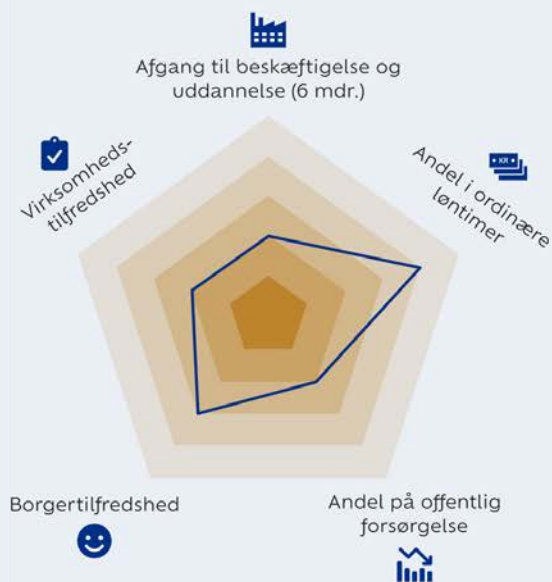 Afgang til beskæftigelse og
uddannelse (6 mdr.)
Virksomheds-
tilfredshed
KR
Andel i ordinære
løntimer
Borgertilfredshed
Andel på offentlig
forsørgelse